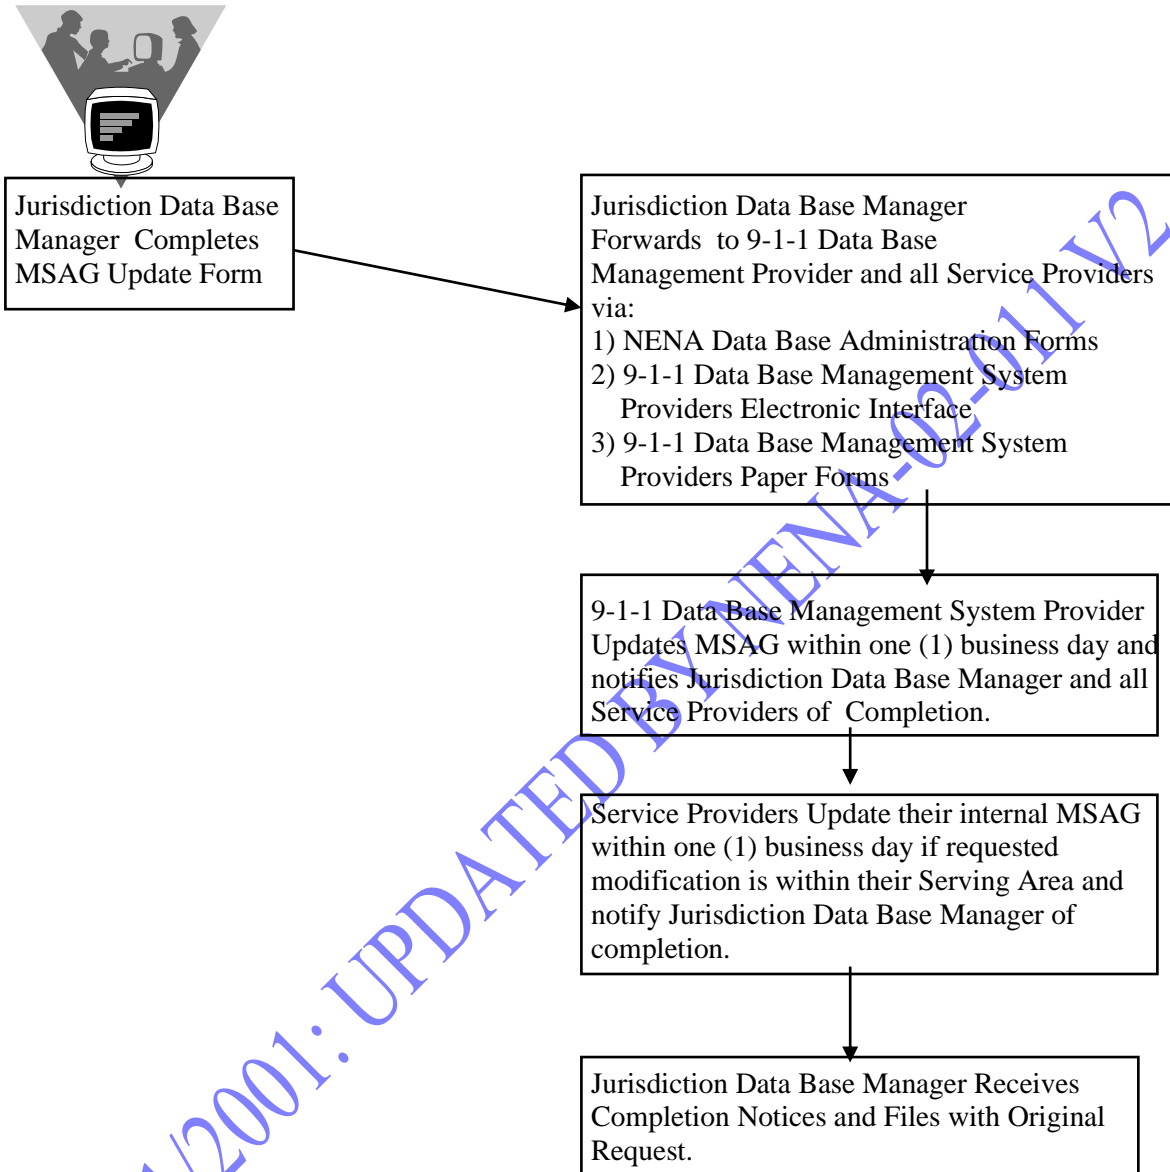 Jurisdiction Data Base
Manager Completes
MSAG Update Form
Jurisdiction Data Base Manager
Forwards to 9-1-1 Data Base
Management Provider and all Service Providers
via:
1) NENA Data Base Administration Forms
2) 9-1-1 Data Base Management System
Providers Electronic Interface
3) 9-1-1 Data Base Management System
Providers Paper Forms
9-1-1 Data Base Management System Provider
Updates MSAG within one (1) business day and
notifies Jurisdiction Data Base Manager and all
Service Providers of Completion.
Service Providers Update their internal MSAG
within one (1) business day if requested
modification is within their Serving Area and
notify Jurisdiction Data Base Manager of
completion.
Jurisdiction Data Base Manager Receives
Completion Notices and Files with Original
Request.
1/2001: UPDATED BY NENA-02-011 V2